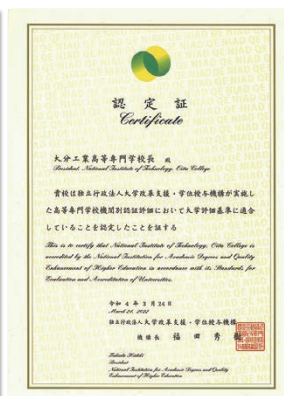 認定証
Certificate
大分工業高等専門学校長 殿
President, National Institute of Technology, Oita College
貴校は独立行政法人大学改革支援・学位授与機構が実施し
た高等専門学校機関別認証評価において大学評価基準に適合
していることを認定したことを証する
This is to certify that National Institute of Technology, Oita College is
accredited by the National Institution for Academic Degrees and Quality
Enhancement of Higher Education in accordance with its Standards for
Evaluation and Accreditation of Universities.
令和4年3月24日
March 24, 2022
独立行政法人大学改革支援・学位授与機構
機構長 福田秀樹
Fukuda Hideki
President
National Institution for Academic Degrees and Quality
Enhancement of Higher Education